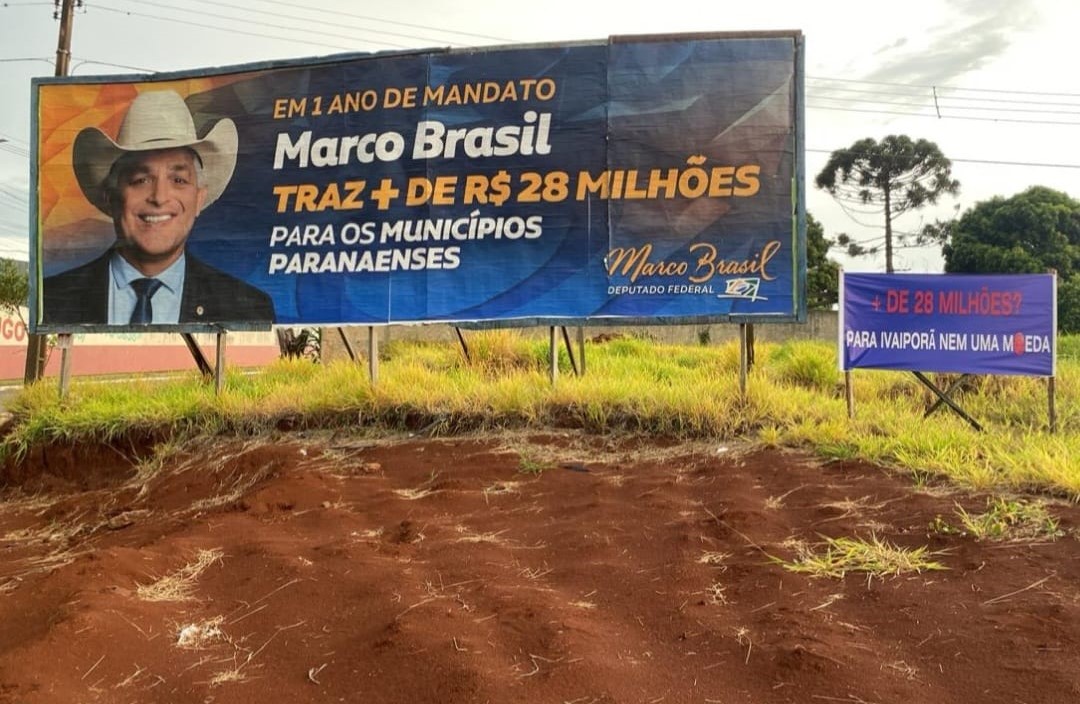 EM 1 ANO DE MANDATO
Marco Brasil
TRAZ + DE R$ 28 MILHÕES
PARA OS MUNICÍPIOS
PARANAENSES
Marco Brasil
DEPUTADO FEDERAL
+ DE 28 MILHÕES?
PARA IVAIPORÃ NEM UMA MOEDA